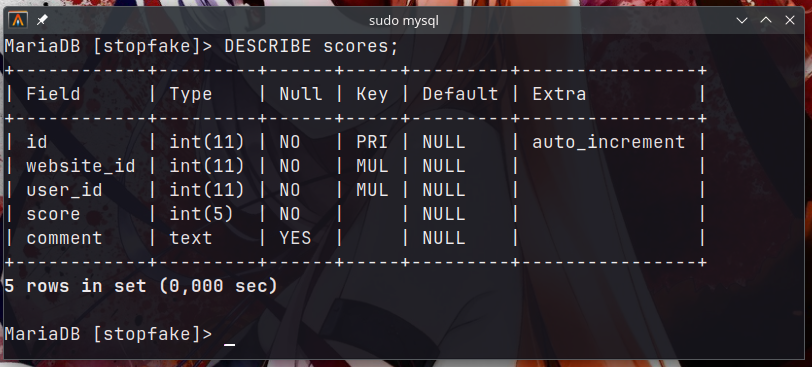 sudo mysql
MariaDB [stopfake]> DESCRIBE scores;
+------------+---------+------+-----+---------+----------------+
| Field      | Type    | Null | Key | Default | Extra          |
+------------+---------+------+-----+---------+----------------+
| id         | int(11) | NO   | PRI | NULL    | auto_increment |
| website_id | int(11) | NO   | MUL | NULL    |                |
| user_id    | int(11) | NO   | MUL | NULL    |                |
| score      | int(5)  | NO   |     | NULL    |                |
| comment    | text    | YES  |     | NULL    |                |
+------------+---------+------+-----+---------+----------------+
5 rows in set (0,000 sec)
MariaDB [stopfake]> _